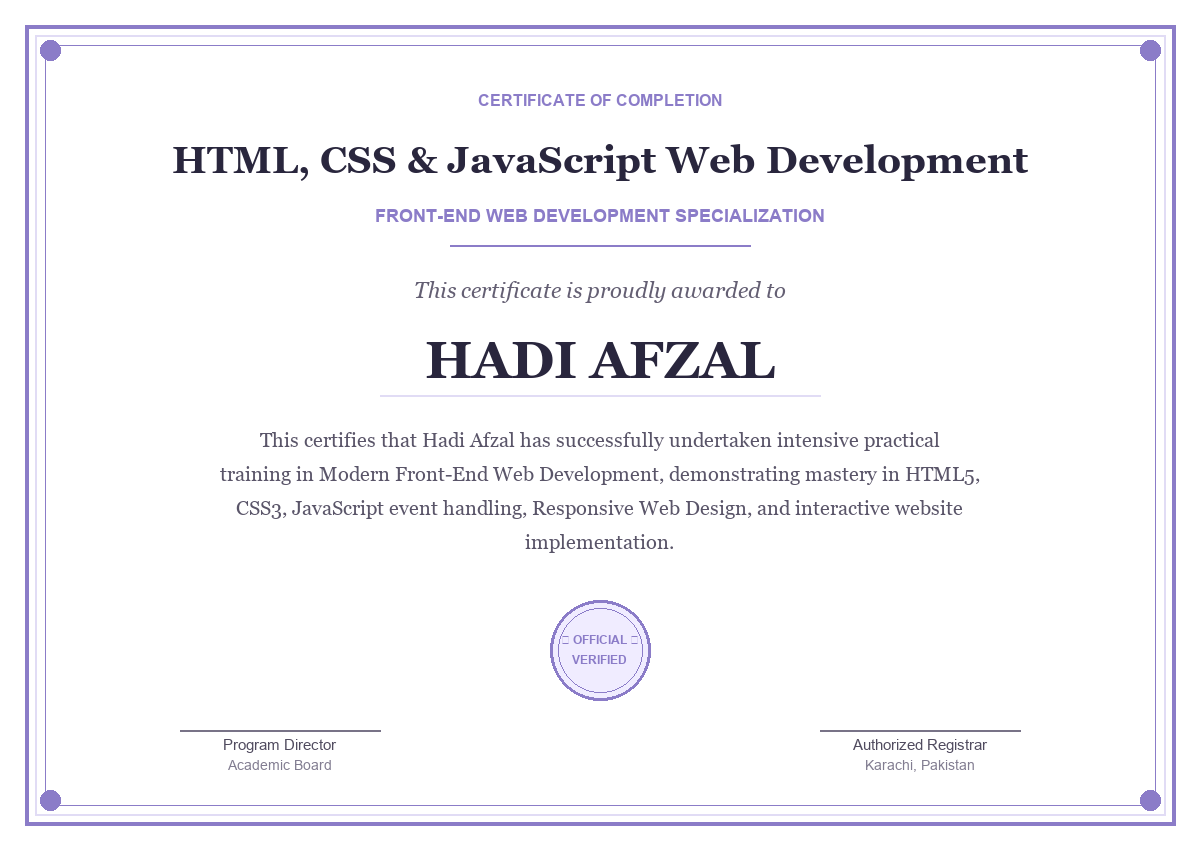 CERTIFICATE OF COMPLETION
HTML, CSS & JavaScript Web Development
FRONT-END WEB DEVELOPMENT SPECIALIZATION
This certificate is proudly awarded to
HADI AFZAL
This certifies that Hadi Afzal has successfully undertaken intensive practical
training in Modern Front-End Web Development, demonstrating mastery in HTML5,
CSS3, JavaScript event handling, Responsive Web Design, and interactive website
implementation.
□ OFFICIAL □
VERIFIED
Program Director
Academic Board
Authorized Registrar
Karachi, Pakistan